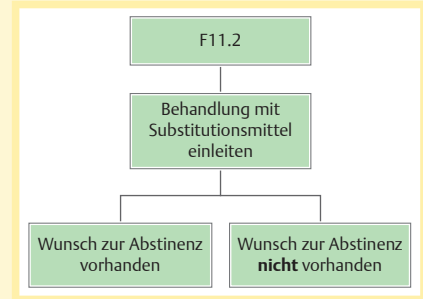 F11.2
Behandlung mit
Substitutionsmittel
einleiten
Wunsch zur Abstinenz
vorhanden
Wunsch zur Abstinenz
nicht vorhanden